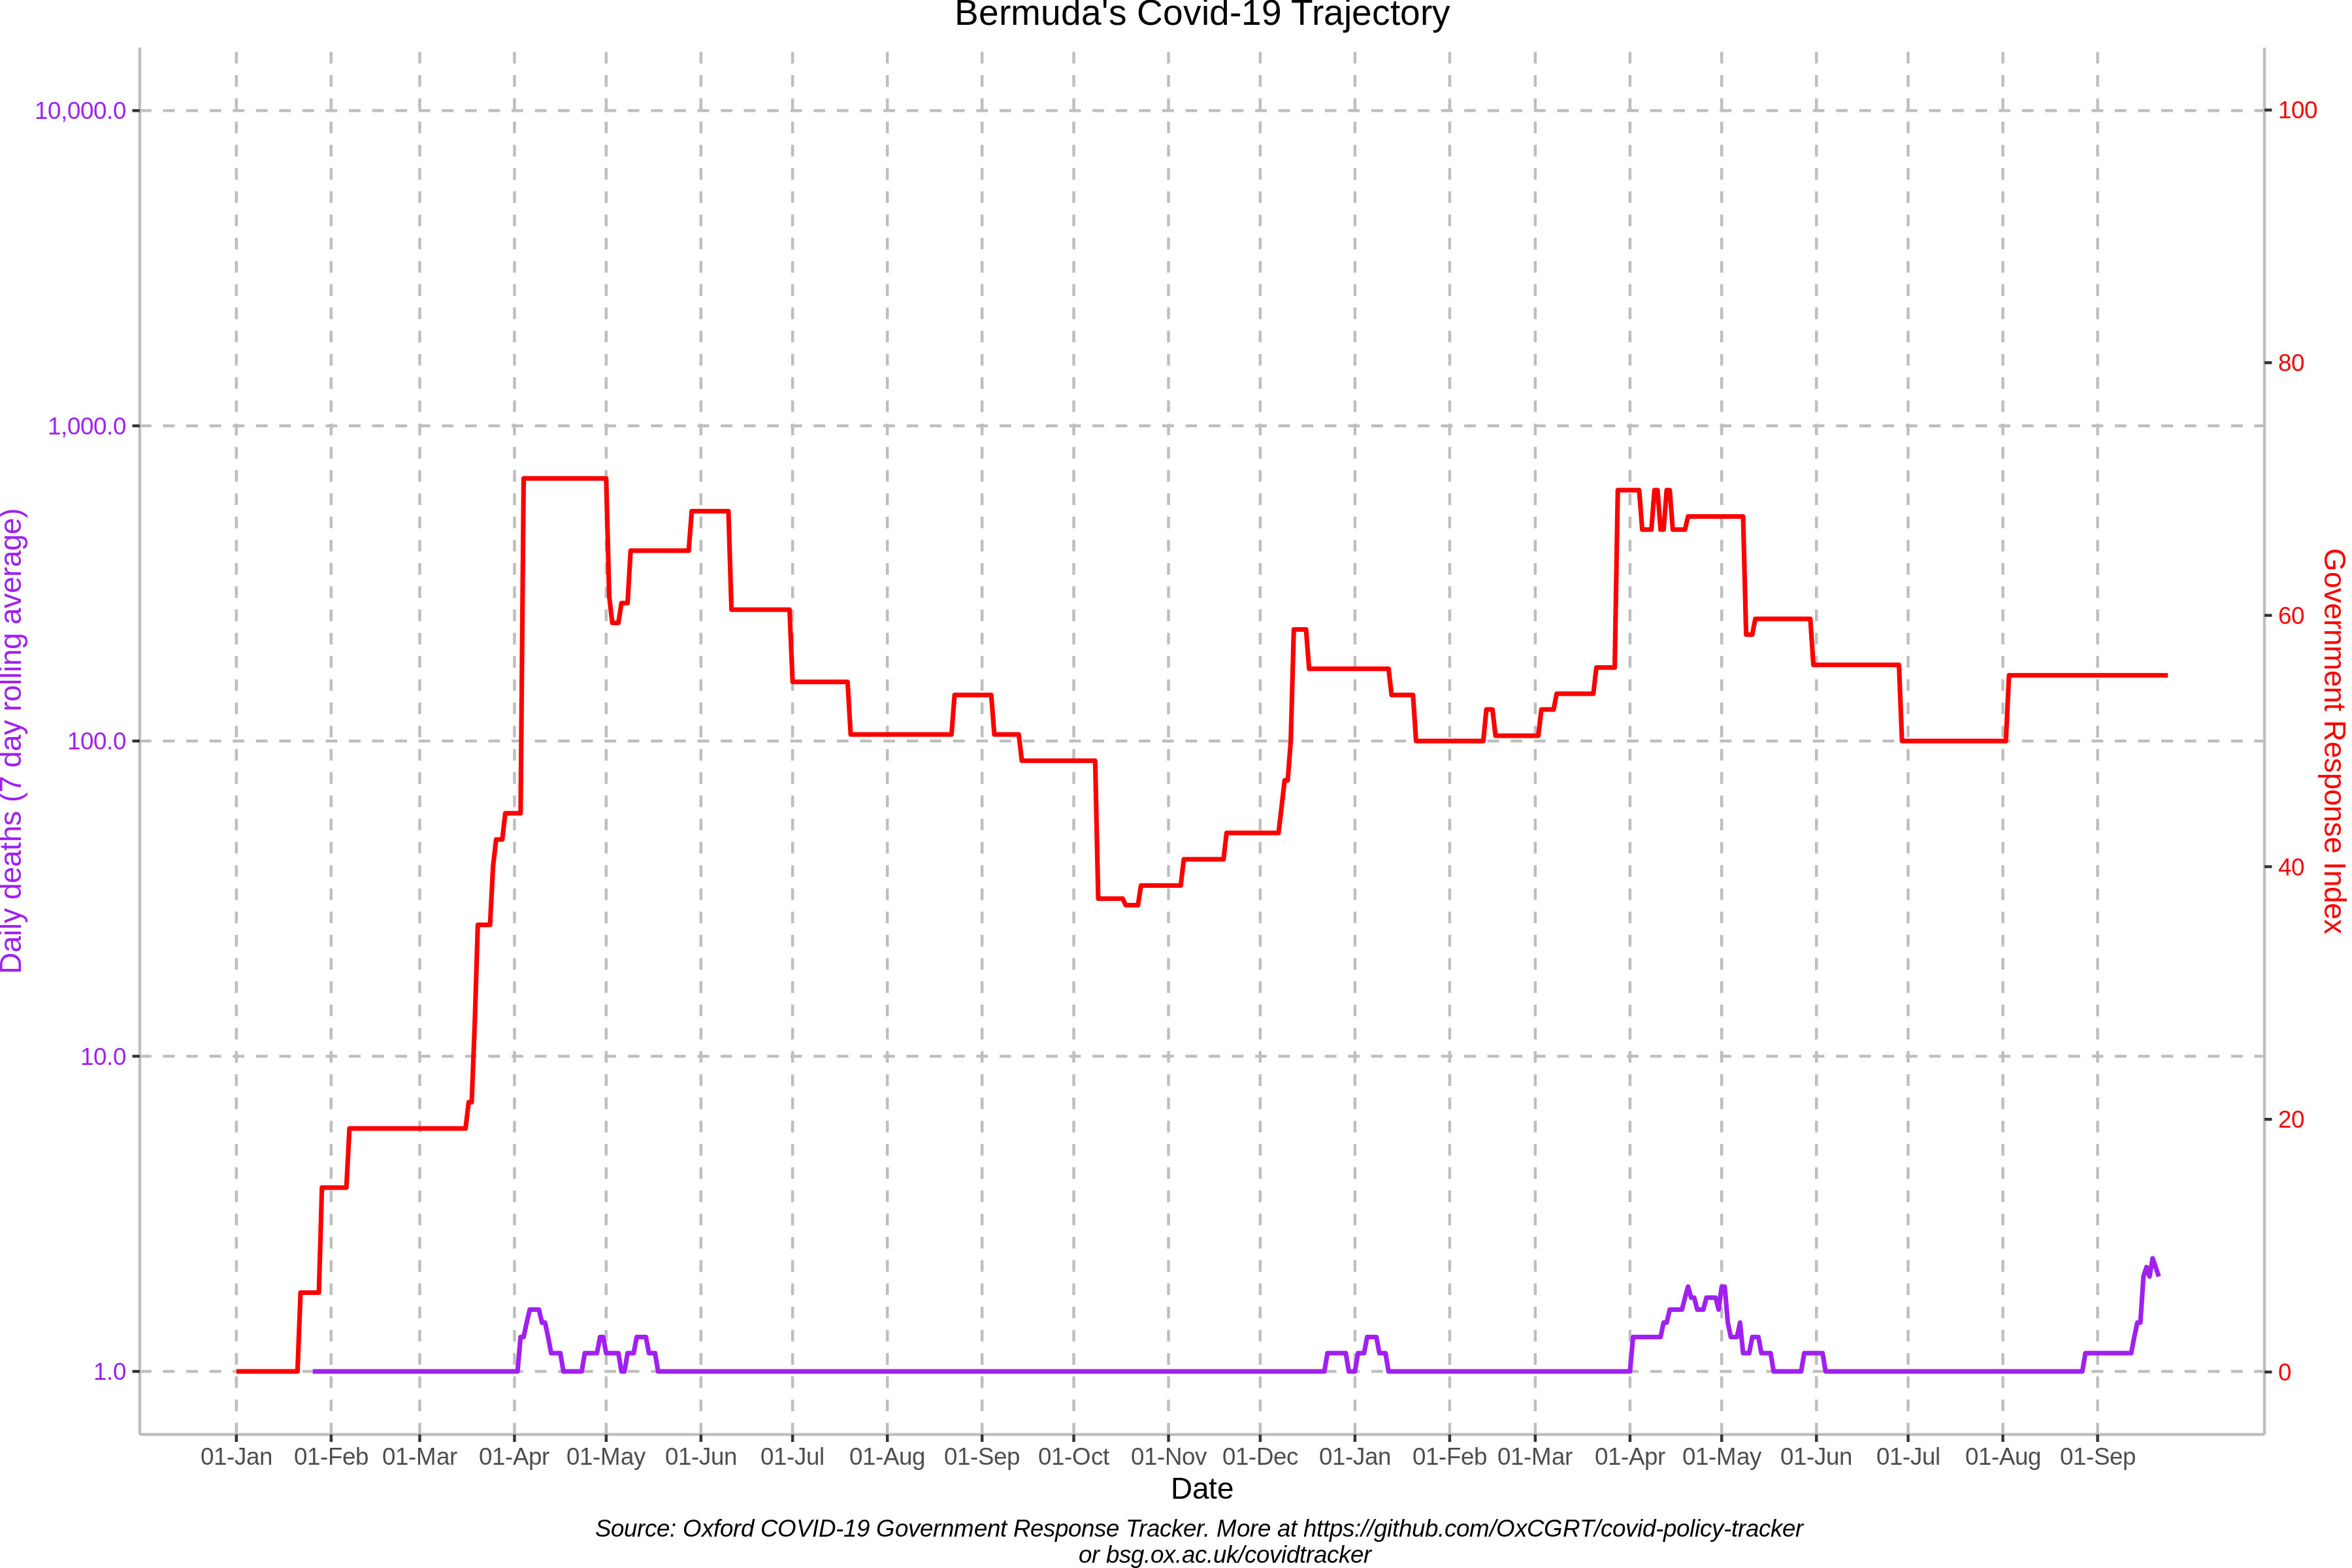 Bermuda's Covid-19 Trajectory
10,000.0
1,000.0
100.0
10.0
1.0
Daily deaths (7 day rolling average)
100
80
60
40
20
0
Government Response Index
01-Jan 01-Feb 01-Mar 01-Apr 01-May 01-Jun 01-Jul 01-Aug 01-Sep 01-Oct 01-Nov 01-Dec 01-Jan 01-Feb 01-Mar 01-Apr 01-May 01-Jun 01-Jul 01-Aug 01-Sep
Date
Source: Oxford COVID-19 Government Response Tracker. More at https://github.com/OxCGRT/covid-policy-tracker
or bsg.ox.ac.uk/covidtracker